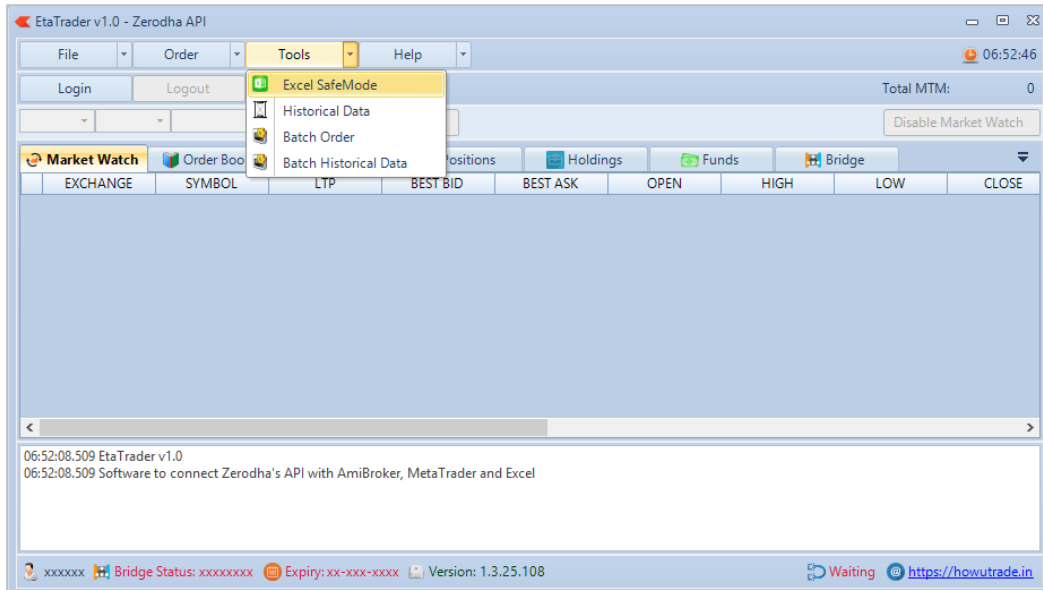 EtaTrader v1.0 - Zerodha API
File Order Tools Help 06:52:46
Login Logout Excel SafeMode Total MTM: 0
Historical Data
Disable Market Watch
Batch Order
Market Watch Order Boo Batch Historical Data ositions Holdings Funds Bridge
EXCHANGE SYMBOL LTP BEST BID BEST ASK OPEN HIGH LOW CLOSE
06:52:08.509 EtaTrader v1.0
06:52:08.509 Software to connect Zerodha's API with AmiBroker, MetaTrader and Excel
xxxxxx Bridge Status: xxxxxxxx Expiry: xx-xxx-xxxx Version: 1.3.25.108 Waiting https://howutrade.in